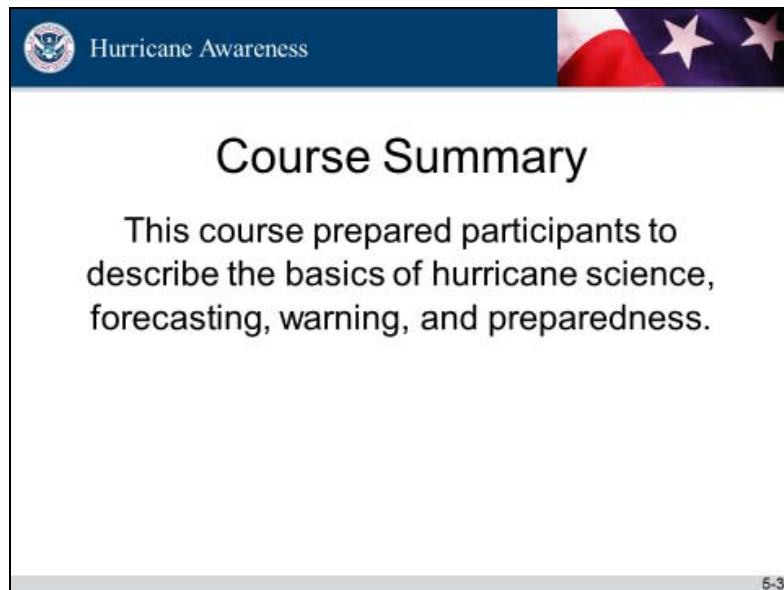 Hurricane Awareness
Course Summary
This course prepared participants to
describe the basics of hurricane science,
forecasting, warning, and preparedness.
5-3